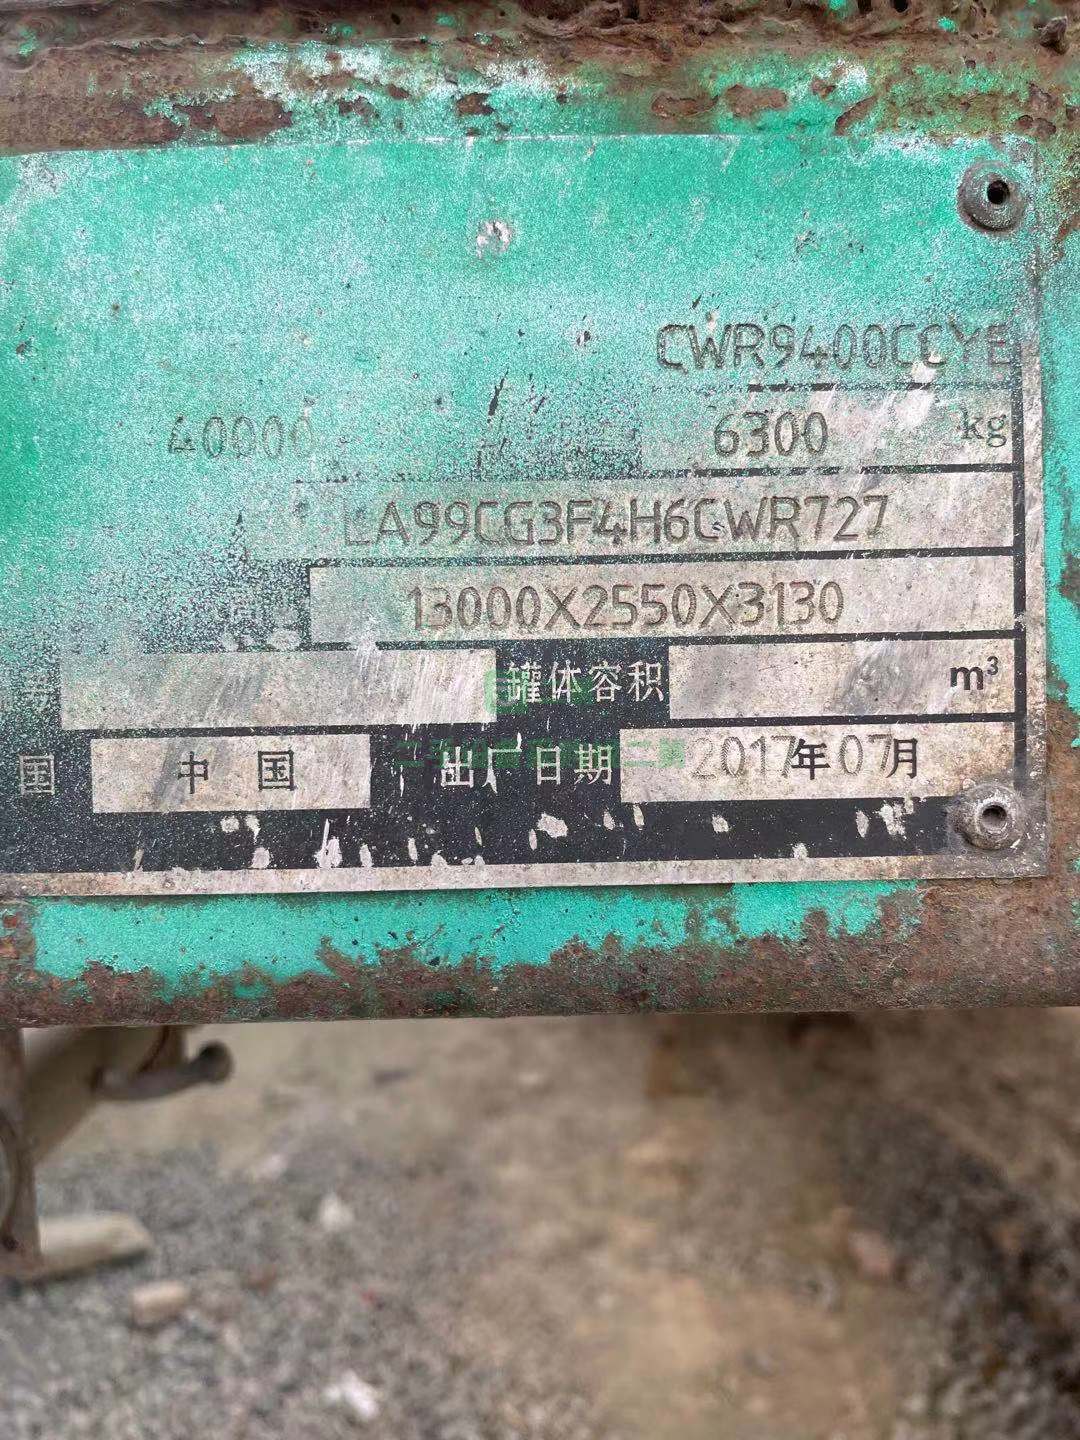 CWR9400CCYE
40000 6300 kg
LA99CG3F4H6CWR727
13000X2550X3130
罐体容积 m³
国 中国 出厂日期 2017年07月